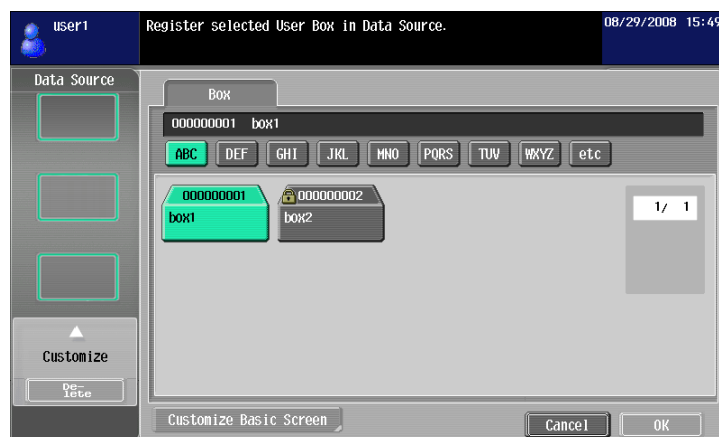 user1
Register selected User Box in Data Source.
08/29/2008 15:49
Data Source
Box
000000001 box1
ABC DEF GHI JKL MNO PQRS TUV WXYZ etc
000000001
box1
000000002
box2
1/ 1
Customize
De-
lete
Customize Basic Screen
Cancel
OK